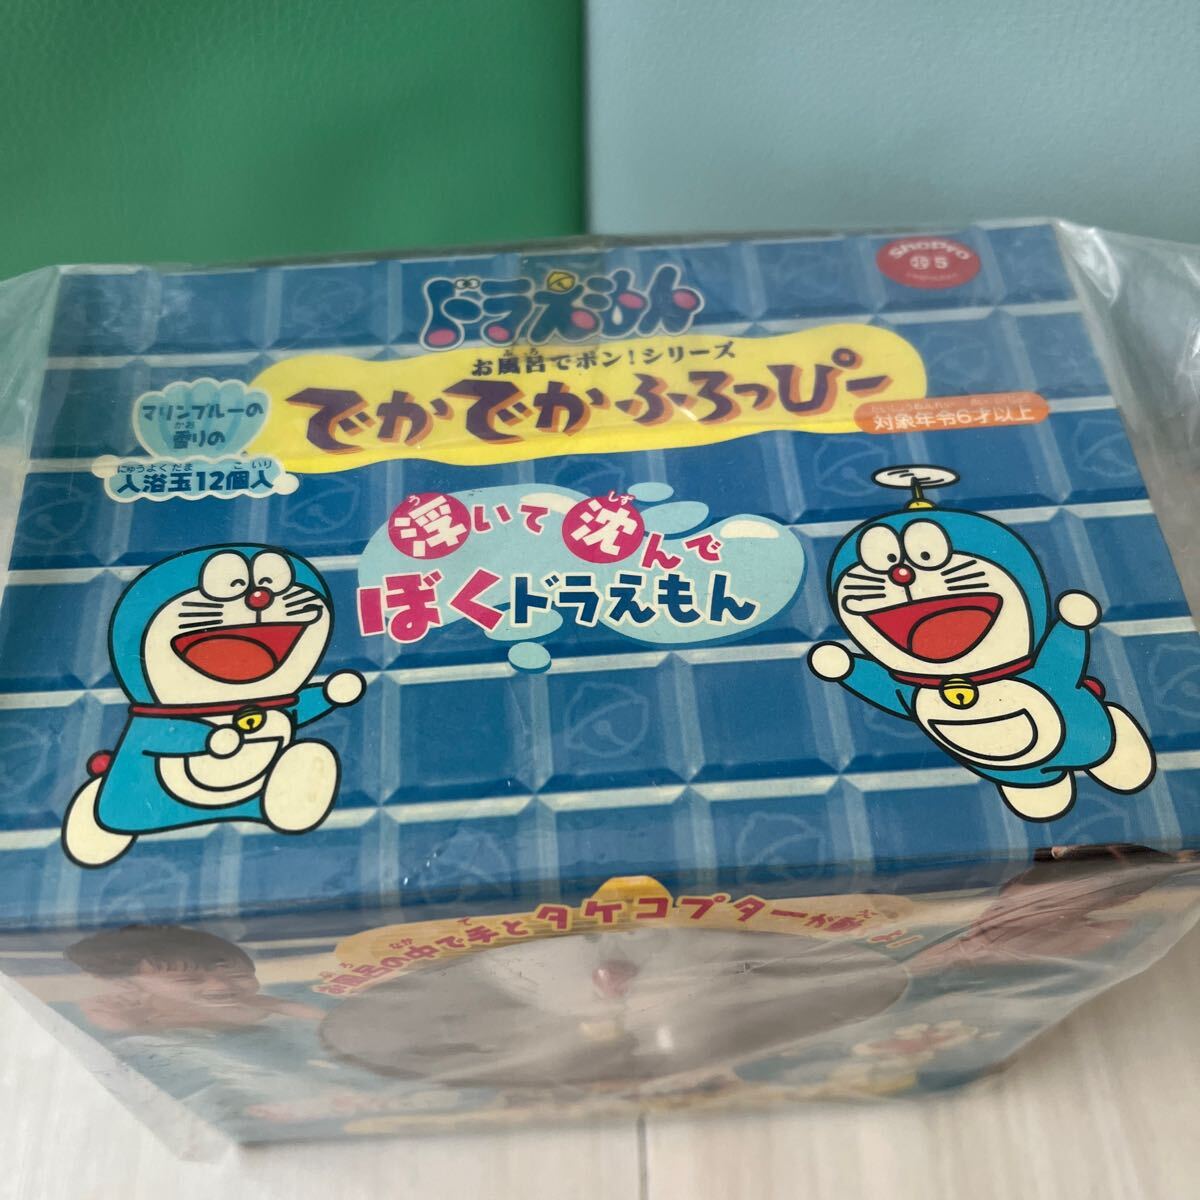 ドラえもん
ShoPro
5
お風呂でポン!シリーズ
でかでかふろっぴー
マリンブルーの
香りの
入浴玉12個入
対象年令6才以上
浮いて沈んで
ぼくドラえもん
お風呂の中で手とタケコプターが動くよ!